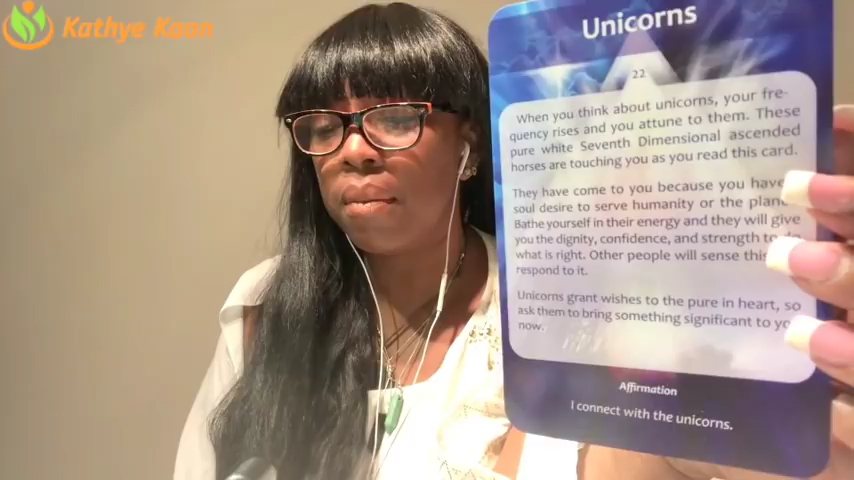 Kathye Kaon
Unicorns
22
When you think about unicorns, your fre-
quency rises and you attune to them. These
pure white Seventh Dimensional ascended
horses are touching you as you read this card.
They have come to you because you have
soul desire to serve humanity or the
Bathe yourself in their energy and they will give
you the dignity, confidence, and strength to
what is right. Other people will sense this
respond to it.
Unicorns grant wishes to the pure in heart, so
ask them to bring something significant to
now.
Affirmation
I connect with the unicorns.